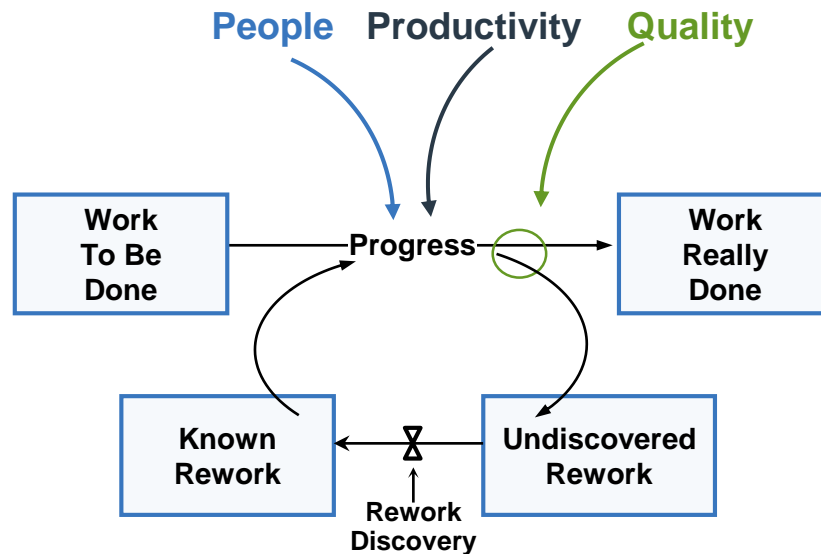 People Productivity Quality
Work
To Be
Done
Progress
Work
Really
Done
Known
Rework
Undiscovered
Rework
Rework
Discovery